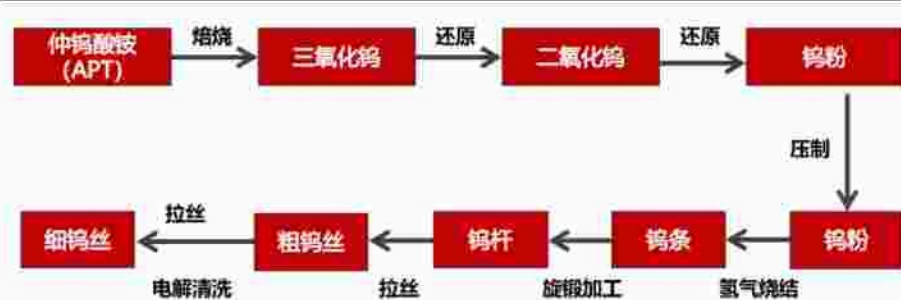 仲钨酸铵
(APT)
焙烧
三氧化钨
还原
二氧化钨
还原
钨粉
压制
钨粉
氢气烧结
钨条
旋锻加工
钨杆
拉丝
粗钨丝
拉丝
电解清洗
细钨丝